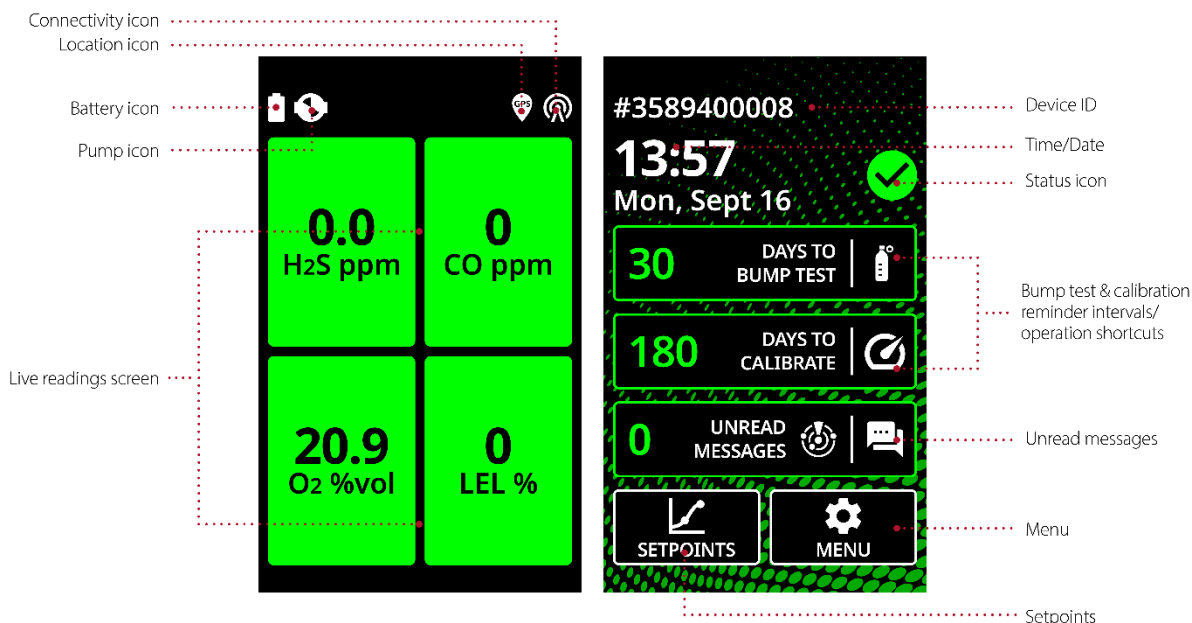 Connectivity icon
Location icon
Battery icon
Pump icon
Live readings screen
GPS
0.0
H2S ppm
0
CO ppm
20.9
O2 %vol
0
LEL %
#3589400008
13:57
Mon, Sept 16
30
DAYS TO
BUMP TEST
180
DAYS TO
CALIBRATE
0
UNREAD
MESSAGES
SETPOINTS
MENU
Device ID
Time/Date
Status icon
Bump test & calibration
reminder intervals/
operation shortcuts
Unread messages
Menu
Setpoints